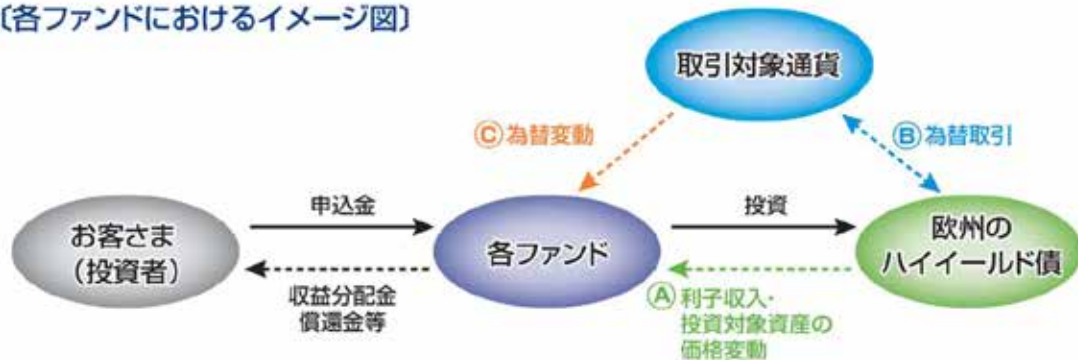 〔各ファンドにおけるイメージ図〕
取引対象通貨
Ⓒ為替変動
Ⓑ為替取引
お客さま
（投資者）
申込金
収益分配金
償還金等
各ファンド
投資
Ⓐ利子収入・
投資対象資産の
価格変動
欧州の
ハイイールド債